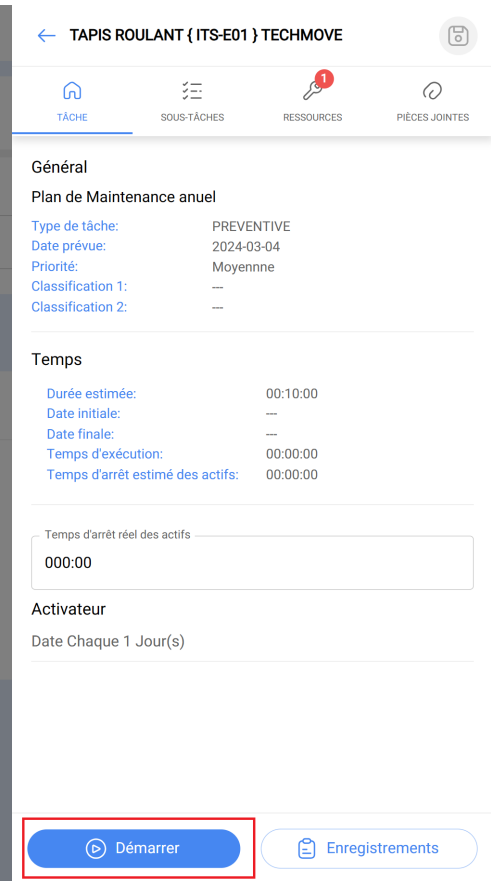 TAPIS ROULANT { ITS-E01 } TECHMOVE
1
TÂCHE SOUS-TÂCHES RESSOURCES PIÈCES JOINTES
Général
Plan de Maintenance anuel
Type de tâche: PREVENTIVE
Date prévue: 2024-03-04
Priorité: Moyennne
Classification 1: ---
Classification 2: ---
Temps
Durée estimée: 00:10:00
Date initiale: ---
Date finale: ---
Temps d'exécution: 00:00:00
Temps d'arrêt estimé des actifs: 00:00:00
Temps d'arrêt réel des actifs
000:00
Activateur
Date Chaque 1 Jour(s)
Démarrer Enregistrements